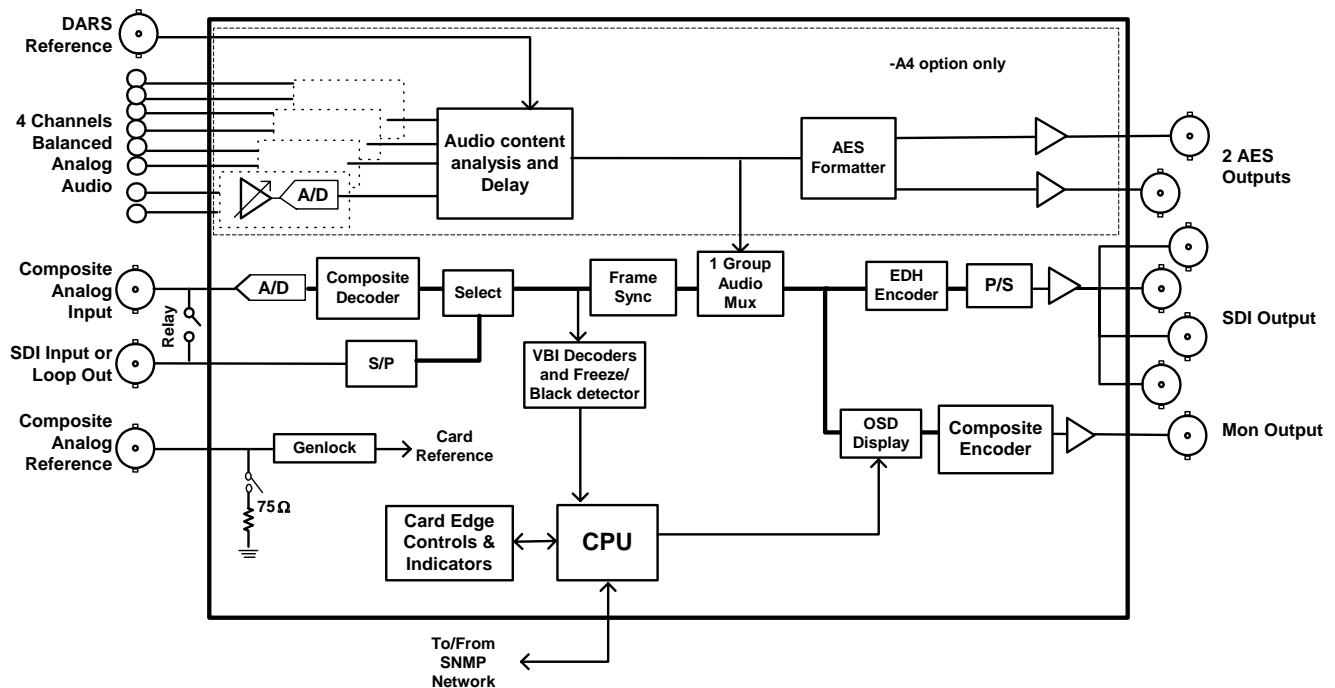 DARS
Reference
-A4 option only
4 Channels
Balanced
Analog
Audio
A/D
Audio content
analysis and
Delay
AES
Formatter
2 AES
Outputs
Composite
Analog
Input
A/D
Composite
Decoder
Select
Frame
Sync
1 Group
Audio
Mux
EDH
Encoder
P/S
SDI Output
Relay
SDI Input or
Loop Out
S/P
VBI Decoders
and Freeze/
Black detector
Composite
Analog
Reference
Genlock
Card
Reference
75Ω
OSD
Display
Composite
Encoder
Mon Output
Card Edge
Controls &
Indicators
CPU
To/From
SNMP
Network